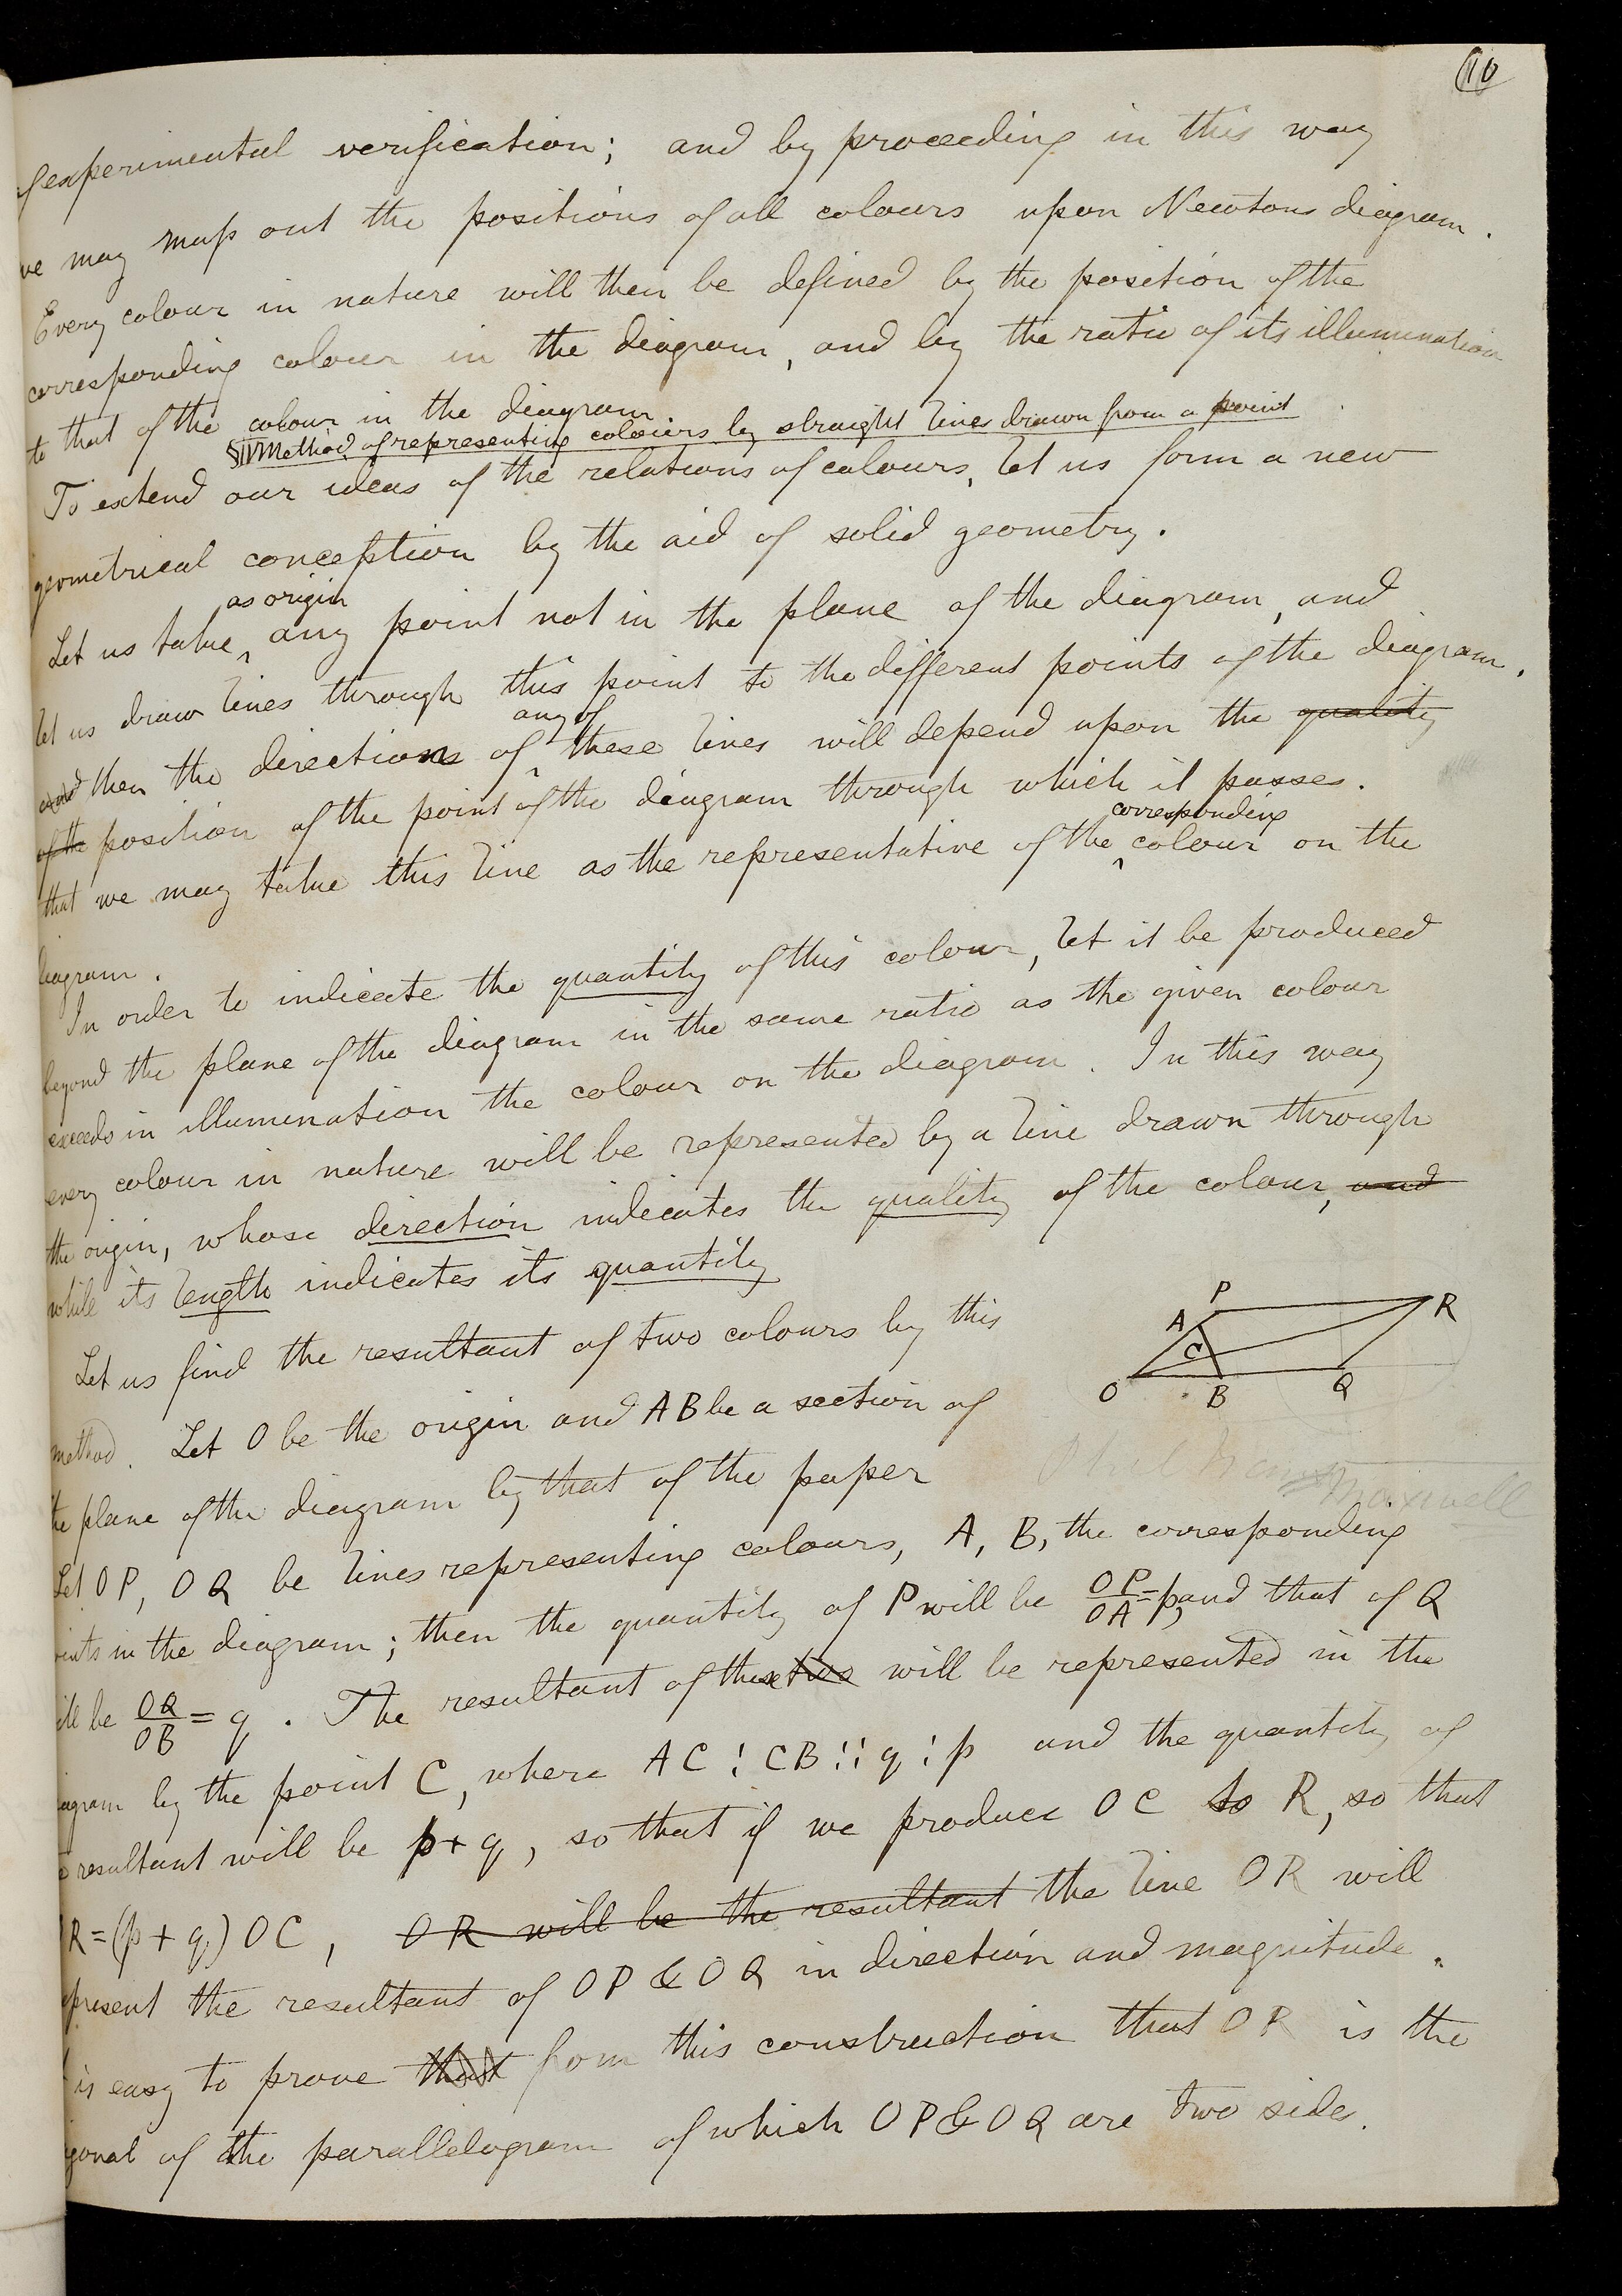 10
of experimental verification; and by proceeding in this way
we may map out the positions of all colours upon Newtons diagram.
Every colour in nature will then be defined by the position of the
corresponding colour in the diagram, and by the ratio of its illumination
to that of the colour in the diagram.
§III Method of representing colours by straight lines drawn from a point
To extend our ideas of the relations of colours, let us form a new
geometrical conception by the aid of solid geometry.
as origin
Let us take any point not in the plane of the diagram, and
let us draw lines through this point to the different points of the diagram,
any of
and then the directions of these lines will depend upon the quality
of the position of the point of the diagram through which it passes.
corresponding
that we may take this line as the representative of the colour on the
diagram.
In order to indicate the quantity of this colour, let it be produced
beyond the plane of the diagram in the same ratio as the given colour
exceeds in illumination the colour on the diagram. In this way
every colour in nature will be represented by a line drawn through
the origin, whose direction indicates the quality of the colour, and
while its length indicates its quantity
P
A R
C
O B Q
Let us find the resultant of two colours by this
method. Let O be the origin and AB be a section of
the plane of the diagram by that of the paper
Maxwell
Let OP, OQ be lines representing colours, A, B, the corresponding
oints in the diagram; then the quantity of P will be OP/OA = p, and that of Q
ill be OQ/OB = q. The resultant of these two will be represented in the
agram by the point C, where AC : CB :: q : p and the quantity of
e resultant will be p + q, so that if we produce OC to R, so that
R = (p + q) OC, OR will be the resultant the line OR will
present the resultant of OP & OQ in direction and magnitude.
is easy to prove that from this construction that OR is the
gonal of the parallelogram of which OP & OQ are two sides.